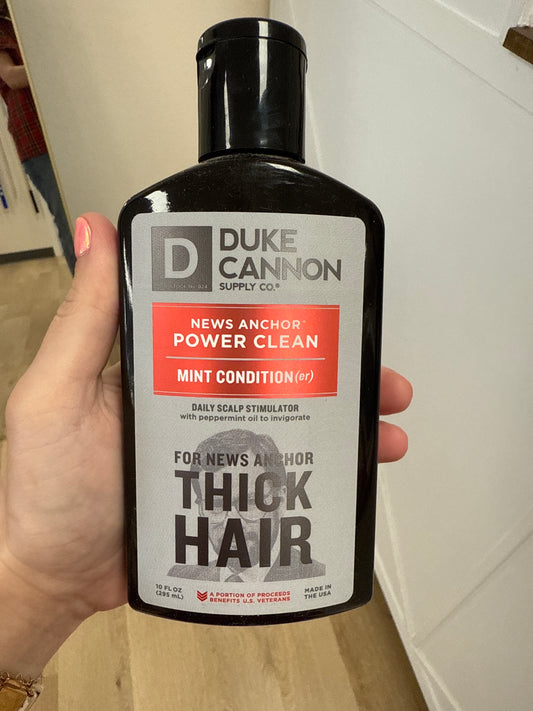 D
DUKE
CANNON
SUPPLY CO.®
NEWS ANCHOR™
POWER CLEAN
MINT CONDITION(er)
DAILY SCALP STIMULATOR
with peppermint oil to invigorate
FOR NEWS ANCHOR
THICK
HAIR
10 FL OZ
(295 mL)
A PORTION OF PROCEEDS
BENEFITS U.S. VETERANS
MADE IN
THE USA